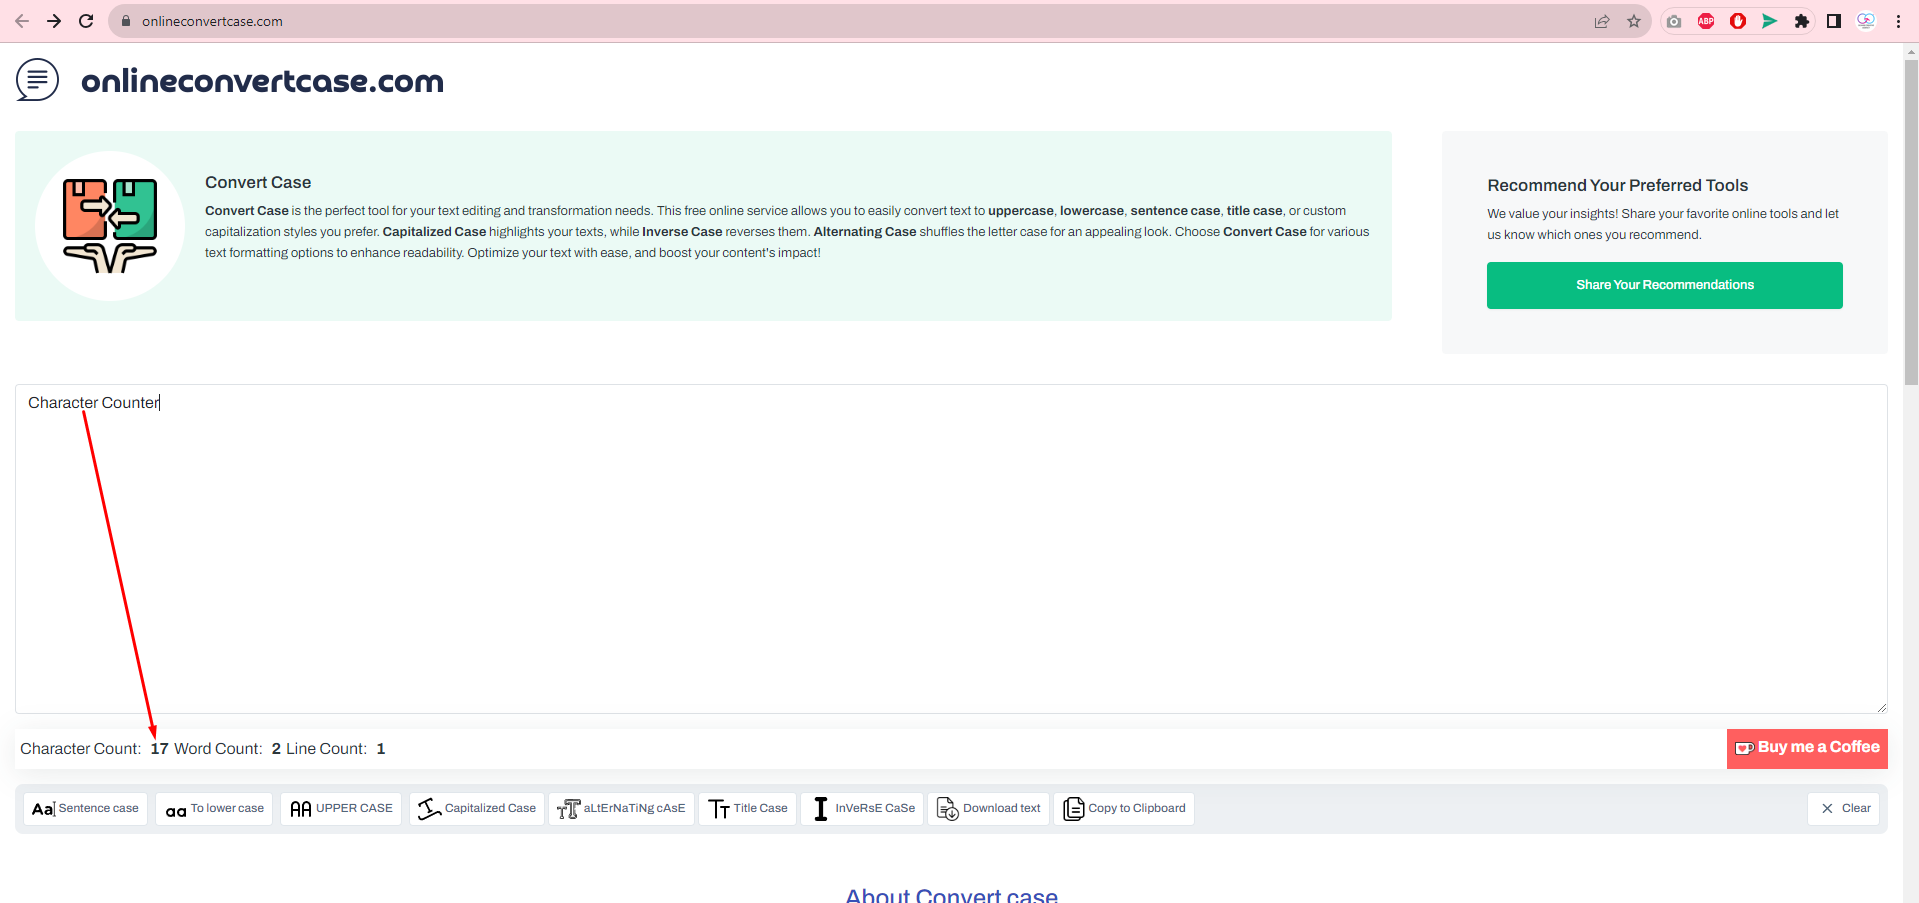 onlineconvertcase.com
ABP
onlineconvertcase.com
Convert Case
Convert Case is the perfect tool for your text editing and transformation needs. This free online service allows you to easily convert text to uppercase, lowercase, sentence case, title case, or custom
capitalization styles you prefer. Capitalized Case highlights your texts, while Inverse Case reverses them. Alternating Case shuffles the letter case for an appealing look. Choose Convert Case for various
text formatting options to enhance readability. Optimize your text with ease, and boost your content's impact!
Recommend Your Preferred Tools
We value your insights! Share your favorite online tools and let
us know which ones you recommend.
Share Your Recommendations
Character Counter
Character Count: 17 Word Count: 2 Line Count: 1
Buy me a Coffee
Aa Sentence case
aa To lower case
AA UPPER CASE
Capitalized Case
tT aLtErNaTiNg cAsE
TT Title Case
I InVeRsE CaSe
Download text
Copy to Clipboard
Clear
About Convert case